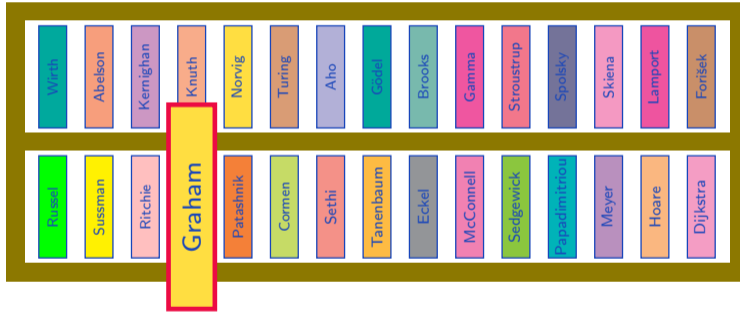 Wirth
Abelson
Kernighan
Knuth
Norvig
Turing
Aho
Gödel
Brooks
Gamma
Stroustrup
Spolsky
Skiena
Lamport
Forišek
Russel
Sussman
Ritchie
Graham
Patashnik
Cormen
Sethi
Tanenbaum
Eckel
McConnell
Sedgewick
Papadimitriou
Meyer
Hoare
Dijkstra